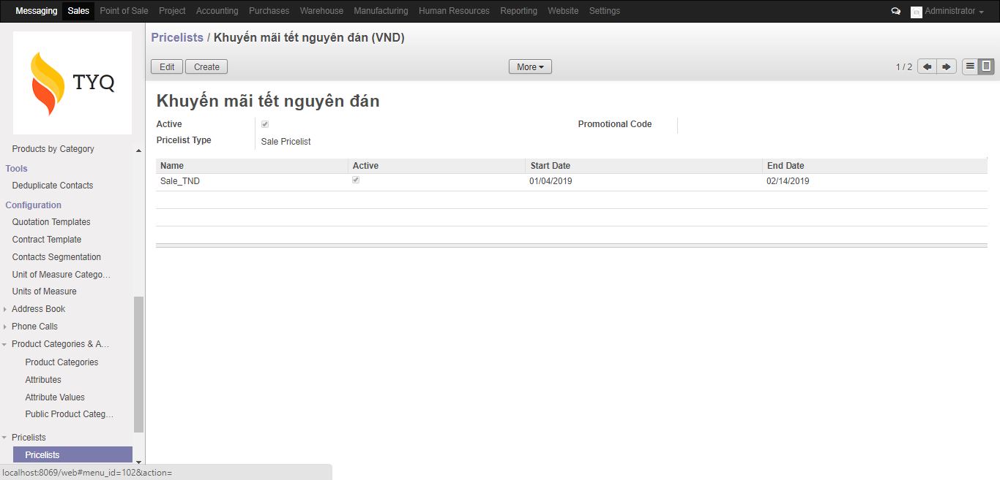 Messaging Sales Point of Sale Project Accounting Purchases Warehouse Manufacturing Human Resources Reporting Website Settings Administrator
TYQ
Products by Category
Tools
Deduplicate Contacts
Configuration
Quotation Templates
Contract Template
Contacts Segmentation
Unit of Measure Catego...
Units of Measure
Address Book
Phone Calls
Product Categories & A...
Product Categories
Attributes
Attribute Values
Public Product Categ...
Pricelists
Pricelists
localhost:8069/web#menu_id=102&action=
Pricelists / Khuyến mãi tết nguyên đán (VND)
Edit Create More 1 / 2
Khuyến mãi tết nguyên đán
Active Promotional Code
Pricelist Type Sale Pricelist
Name Active Start Date End Date
Sale_TND 01/04/2019 02/14/2019